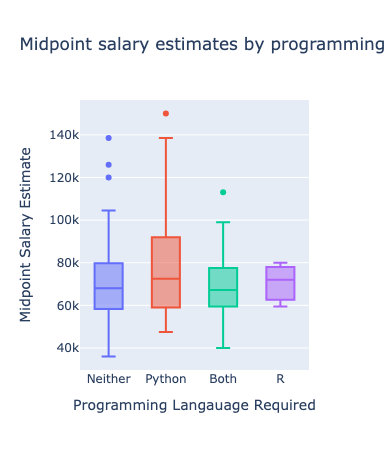 Midpoint salary estimates by programming
140k
120k
100k
80k
60k
40k
Midpoint Salary Estimate
Neither Python Both R
Programming Langauage Required